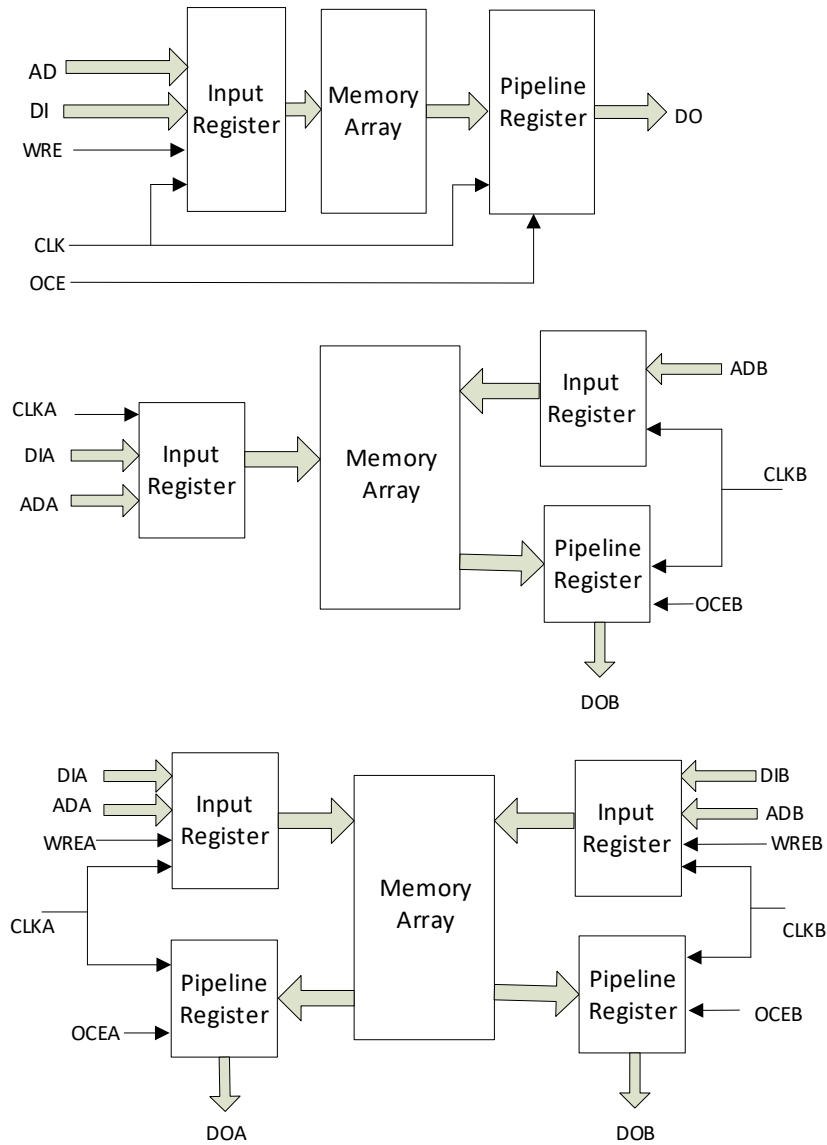 AD
DI
WRE
CLK
OCE
Input
Register
Memory
Array
Pipeline
Register
DO
CLKA
DIA
ADA
Input
Register
Memory
Array
Input
Register
ADB
CLKB
Pipeline
Register
OCEB
DOB
DIA
ADA
WREA
CLKA
OCEA
Input
Register
Pipeline
Register
DOA
Memory
Array
Input
Register
DIB
ADB
WREB
CLKB
Pipeline
Register
OCEB
DOB